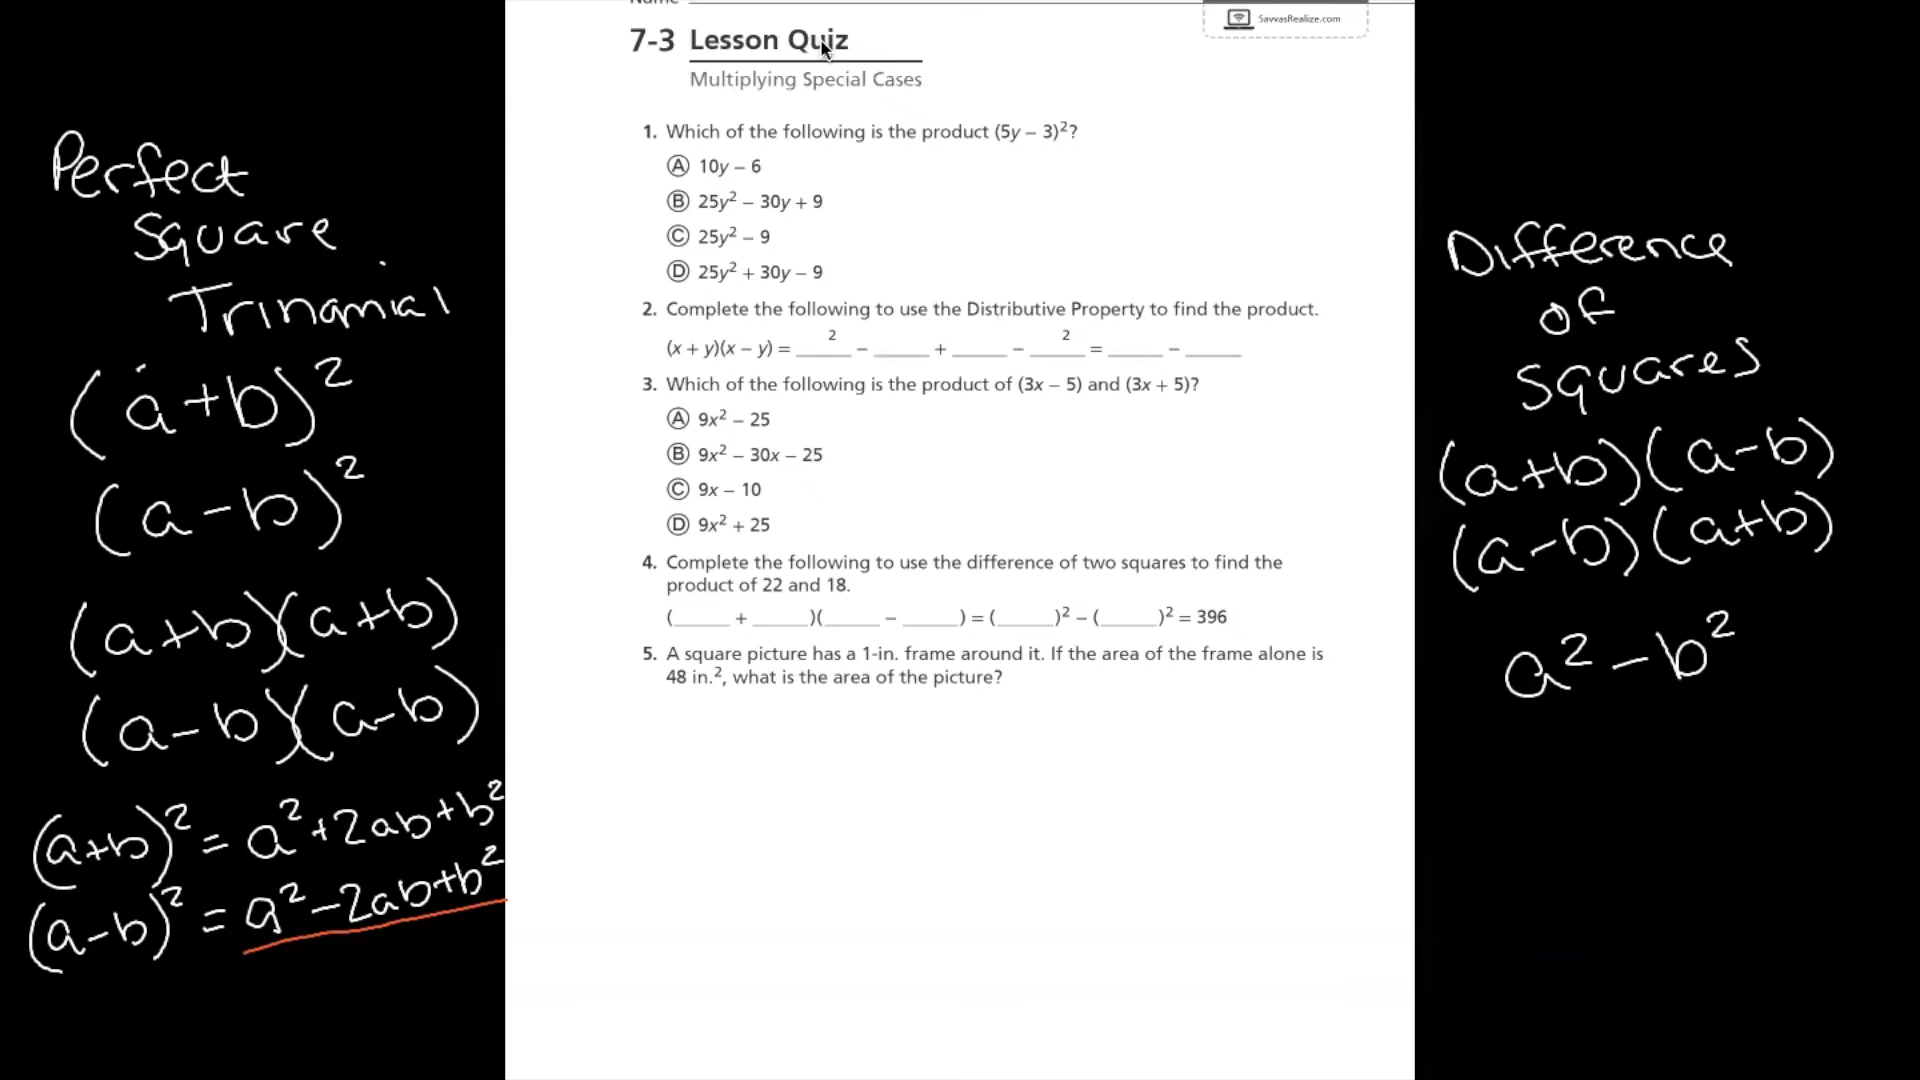 Name
SavvasRealize.com
7-3 Lesson Quiz
Multiplying Special Cases
1. Which of the following is the product (5y – 3)²?
Ⓐ 10y – 6
Ⓑ 25y² – 30y + 9
Ⓒ 25y² – 9
Ⓓ 25y² + 30y – 9
2. Complete the following to use the Distributive Property to find the product.
(x + y)(x – y) = ____² – ____ + ____ – ____² = ____ – ____
3. Which of the following is the product of (3x – 5) and (3x + 5)?
Ⓐ 9x² – 25
Ⓑ 9x² – 30x – 25
Ⓒ 9x – 10
Ⓓ 9x² + 25
4. Complete the following to use the difference of two squares to find the
product of 22 and 18.
(____ + ____)(____ – ____) = (____)² – (____)² = 396
5. A square picture has a 1-in. frame around it. If the area of the frame alone is
48 in.², what is the area of the picture?
Perfect
Square
Trinomial
(a+b)²
(a-b)²
(a+b)(a+b)
(a-b)(a-b)
(a+b)² = a²+2ab+b²
(a-b)² = a²-2ab+b²
Difference
of
Squares
(a+b)(a-b)
(a-b)(a+b)
a²-b²